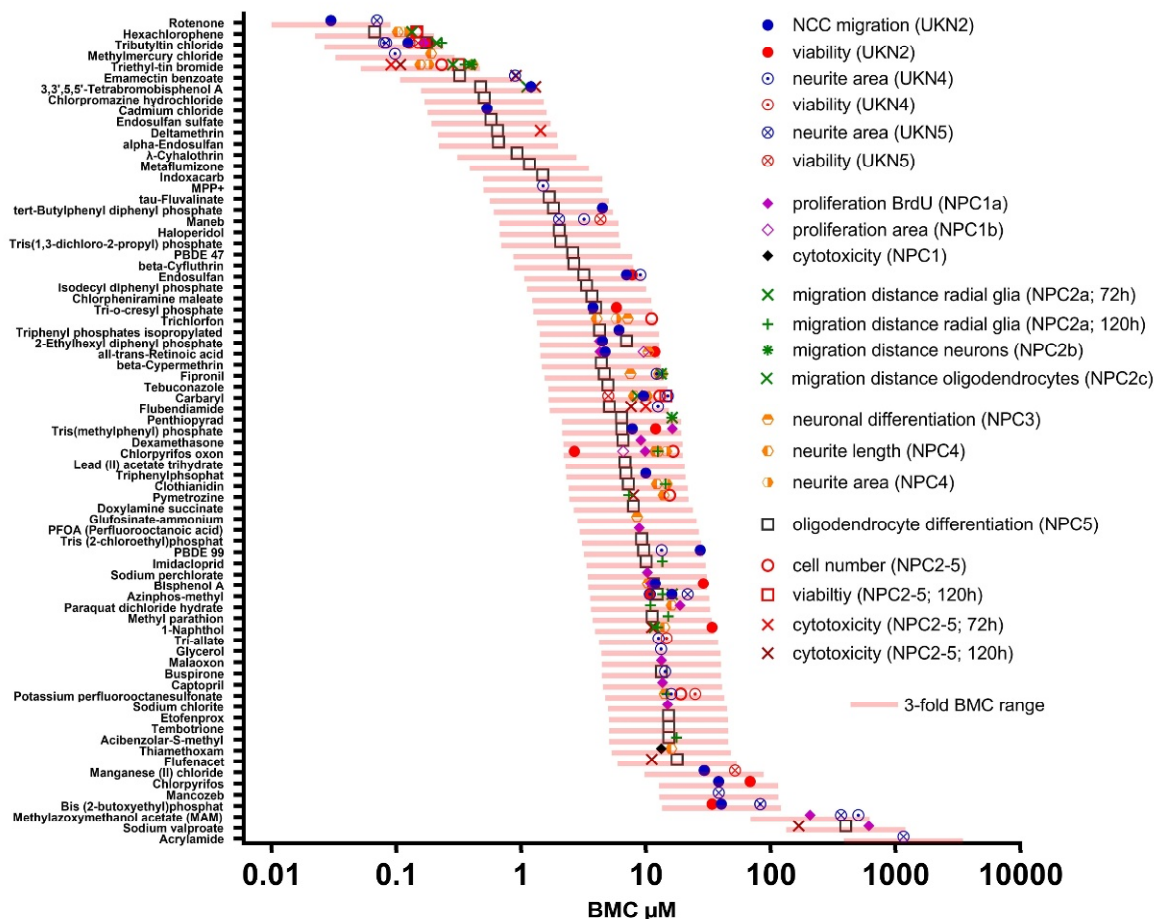 Rotenone
Hexachlorophene
Tributyltin chloride
Methylmercury chloride
Triethyl-tin bromide
Emamectin benzoate
3,3',5,5'-Tetrabromobisphenol A
Chlorpromazine hydrochloride
Cadmium chloride
Endosulfan sulfate
Deltamethrin
alpha-Endosulfan
λ-Cyhalothrin
Metaflumizone
Indoxacarb
MPP+
tau-Fluvalinate
tert-Butylphenyl diphenyl phosphate
Maneb
Haloperidol
Tris(1,3-dichloro-2-propyl) phosphate
PBDE 47
beta-Cyfluthrin
Endosulfan
Isodecyl diphenyl phosphate
Chlorpheniramine maleate
Tri-o-cresyl phosphate
Trichlorfon
Triphenyl phosphates isopropylated
2-Ethylhexyl diphenyl phosphate
all-trans-Retinoic acid
beta-Cypermethrin
Fipronil
Tebuconazole
Carbaryl
Flubendiamide
Penthiopyrad
Tris(methylphenyl) phosphate
Dexamethasone
Chlorpyrifos oxon
Lead (II) acetate trihydrate
Triphenylphsophat
Clothianidin
Pymetrozine
Doxylamine succinate
Glufosinate-ammonium
PFOA (Perfluorooctanoic acid)
Tris (2-chloroethyl)phosphat
PBDE 99
Imidacloprid
Sodium perchlorate
Bisphenol A
Azinphos-methyl
Paraquat dichloride hydrate
Methyl parathion
1-Naphthol
Tri-allate
Glycerol
Malaoxon
Buspirone
Captopril
Potassium perfluorooctanesulfonate
Sodium chlorite
Etofenprox
Tembotrione
Acibenzolar-S-methyl
Thiamethoxam
Flufenacet
Manganese (II) chloride
Chlorpyrifos
Mancozeb
Bis (2-butoxyethyl)phosphat
Methylazoxymethanol acetate (MAM)
Sodium valproate
Acrylamide
0.01 0.1 1 10 100 1000 10000
BMC µM
NCC migration (UKN2)
viability (UKN2)
neurite area (UKN4)
viability (UKN4)
neurite area (UKN5)
viability (UKN5)
proliferation BrdU (NPC1a)
proliferation area (NPC1b)
cytotoxicity (NPC1)
migration distance radial glia (NPC2a; 72h)
migration distance radial glia (NPC2a; 120h)
migration distance neurons (NPC2b)
migration distance oligodendrocytes (NPC2c)
neuronal differentiation (NPC3)
neurite length (NPC4)
neurite area (NPC4)
oligodendrocyte differentiation (NPC5)
cell number (NPC2-5)
viabiltiy (NPC2-5; 120h)
cytotoxicity (NPC2-5; 72h)
cytotoxicity (NPC2-5; 120h)
3-fold BMC range